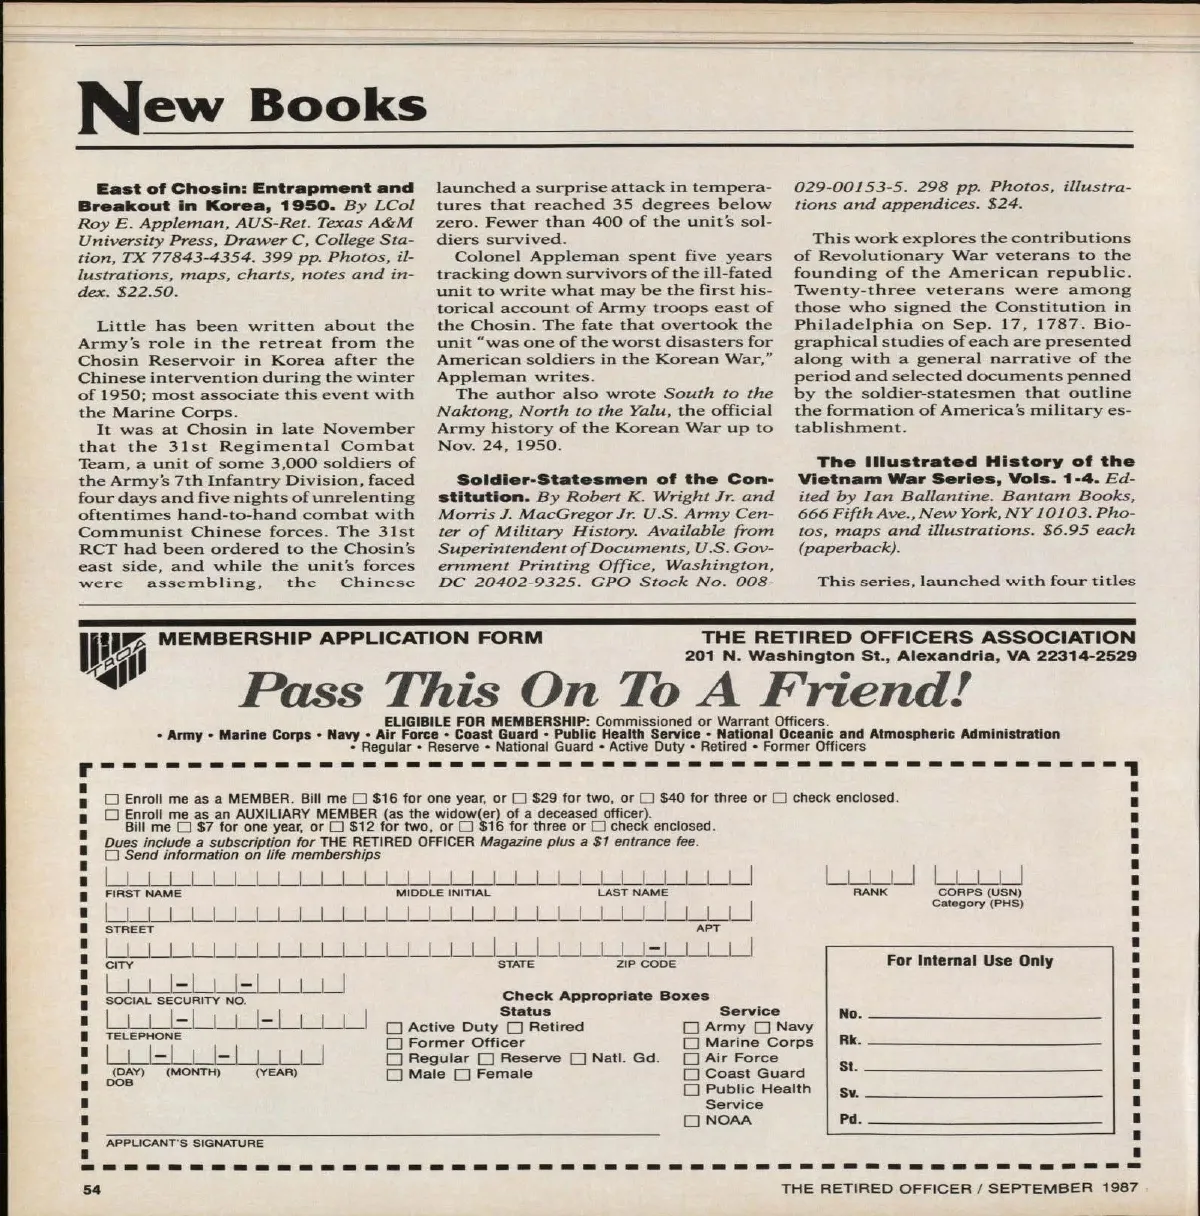 New Books
East of Chosin: Entrapment and
Breakout in Korea, 1950. By LCol
Roy E. Appleman, AUS-Ret. Texas A&M
University Press, Drawer C, College Sta-
tion, TX 77843-4354. 399 pp. Photos, il-
lustrations, maps, charts, notes and in-
dex. $22.50.
Little has been written about the
Army's role in the retreat from the
Chosin Reservoir in Korea after the
Chinese intervention during the winter
of 1950; most associate this event with
the Marine Corps.
It was at Chosin in late November
that the 31st Regimental Combat
Team, a unit of some 3,000 soldiers of
the Army's 7th Infantry Division, faced
four days and five nights of unrelenting
oftentimes hand-to-hand combat with
Communist Chinese forces. The 31st
RCT had been ordered to the Chosin's
east side, and while the unit's forces
were assembling, the Chinese
launched a surprise attack in tempera-
tures that reached 35 degrees below
zero. Fewer than 400 of the unit's sol-
diers survived.
Colonel Appleman spent five years
tracking down survivors of the ill-fated
unit to write what may be the first his-
torical account of Army troops east of
the Chosin. The fate that overtook the
unit "was one of the worst disasters for
American soldiers in the Korean War,"
Appleman writes.
The author also wrote South to the
Naktong, North to the Yalu, the official
Army history of the Korean War up to
Nov. 24, 1950.
Soldier-Statesmen of the Con-
stitution. By Robert K. Wright Jr. and
Morris J. MacGregor Jr. U.S. Army Cen-
ter of Military History. Available from
Superintendent of Documents, U.S. Gov-
ernment Printing Office, Washington,
DC 20402-9325. GPO Stock No. 008-
029-00153-5. 298 pp. Photos, illustra-
tions and appendices. $24.
This work explores the contributions
of Revolutionary War veterans to the
founding of the American republic.
Twenty-three veterans were among
those who signed the Constitution in
Philadelphia on Sep. 17, 1787. Bio-
graphical studies of each are presented
along with a general narrative of the
period and selected documents penned
by the soldier-statesmen that outline
the formation of America's military es-
tablishment.
The Illustrated History of the
Vietnam War Series, Vols. 1-4. Ed-
ited by Ian Ballantine. Bantam Books,
666 Fifth Ave., New York, NY 10103. Pho-
tos, maps and illustrations. $6.95 each
(paperback).
This series, launched with four titles
TROA
MEMBERSHIP APPLICATION FORM
THE RETIRED OFFICERS ASSOCIATION
201 N. Washington St., Alexandria, VA 22314-2529
Pass This On To A Friend!
ELIGIBILE FOR MEMBERSHIP: Commissioned or Warrant Officers.
• Army • Marine Corps • Navy • Air Force • Coast Guard • Public Health Service • National Oceanic and Atmospheric Administration
• Regular • Reserve • National Guard • Active Duty • Retired • Former Officers
☐ Enroll me as a MEMBER. Bill me ☐ $16 for one year, or ☐ $29 for two, or ☐ $40 for three or ☐ check enclosed.
☐ Enroll me as an AUXILIARY MEMBER (as the widow(er) of a deceased officer).
Bill me ☐ $7 for one year, or ☐ $12 for two, or ☐ $16 for three or ☐ check enclosed.
Dues include a subscription for THE RETIRED OFFICER Magazine plus a $1 entrance fee.
☐ Send information on life memberships
FIRST NAME MIDDLE INITIAL LAST NAME RANK CORPS (USN)
Category (PHS)
STREET APT
CITY STATE ZIP CODE
SOCIAL SECURITY NO.
TELEPHONE
(DAY) (MONTH) (YEAR)
DOB
Check Appropriate Boxes
Status
☐ Active Duty ☐ Retired
☐ Former Officer
☐ Regular ☐ Reserve ☐ Natl. Gd.
☐ Male ☐ Female
Service
☐ Army ☐ Navy
☐ Marine Corps
☐ Air Force
☐ Coast Guard
☐ Public Health
Service
☐ NOAA
For Internal Use Only
No.
Rk.
St.
Sv.
Pd.
APPLICANT'S SIGNATURE
54
THE RETIRED OFFICER / SEPTEMBER 1987